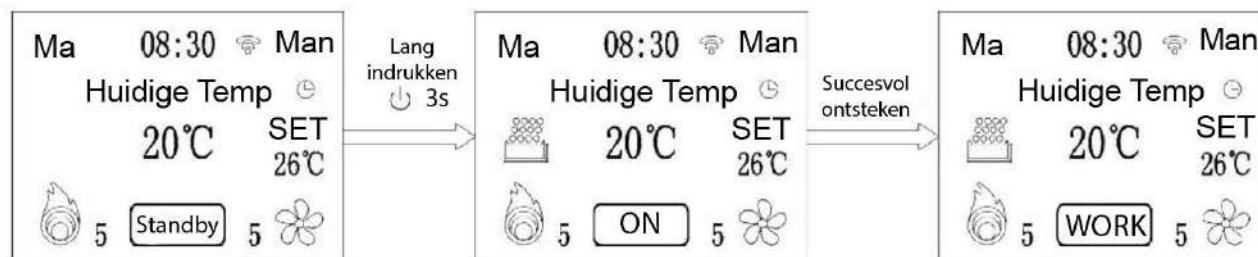 Ma 08:30 Man
Huidige Temp
20℃ SET
26℃
5 Standby 5
Lang
indrukken
3s
Ma 08:30 Man
Huidige Temp
20℃ SET
26℃
5 ON 5
Succesvol
ontsteken
Ma 08:30 Man
Huidige Temp
20℃ SET
26℃
5 WORK 5